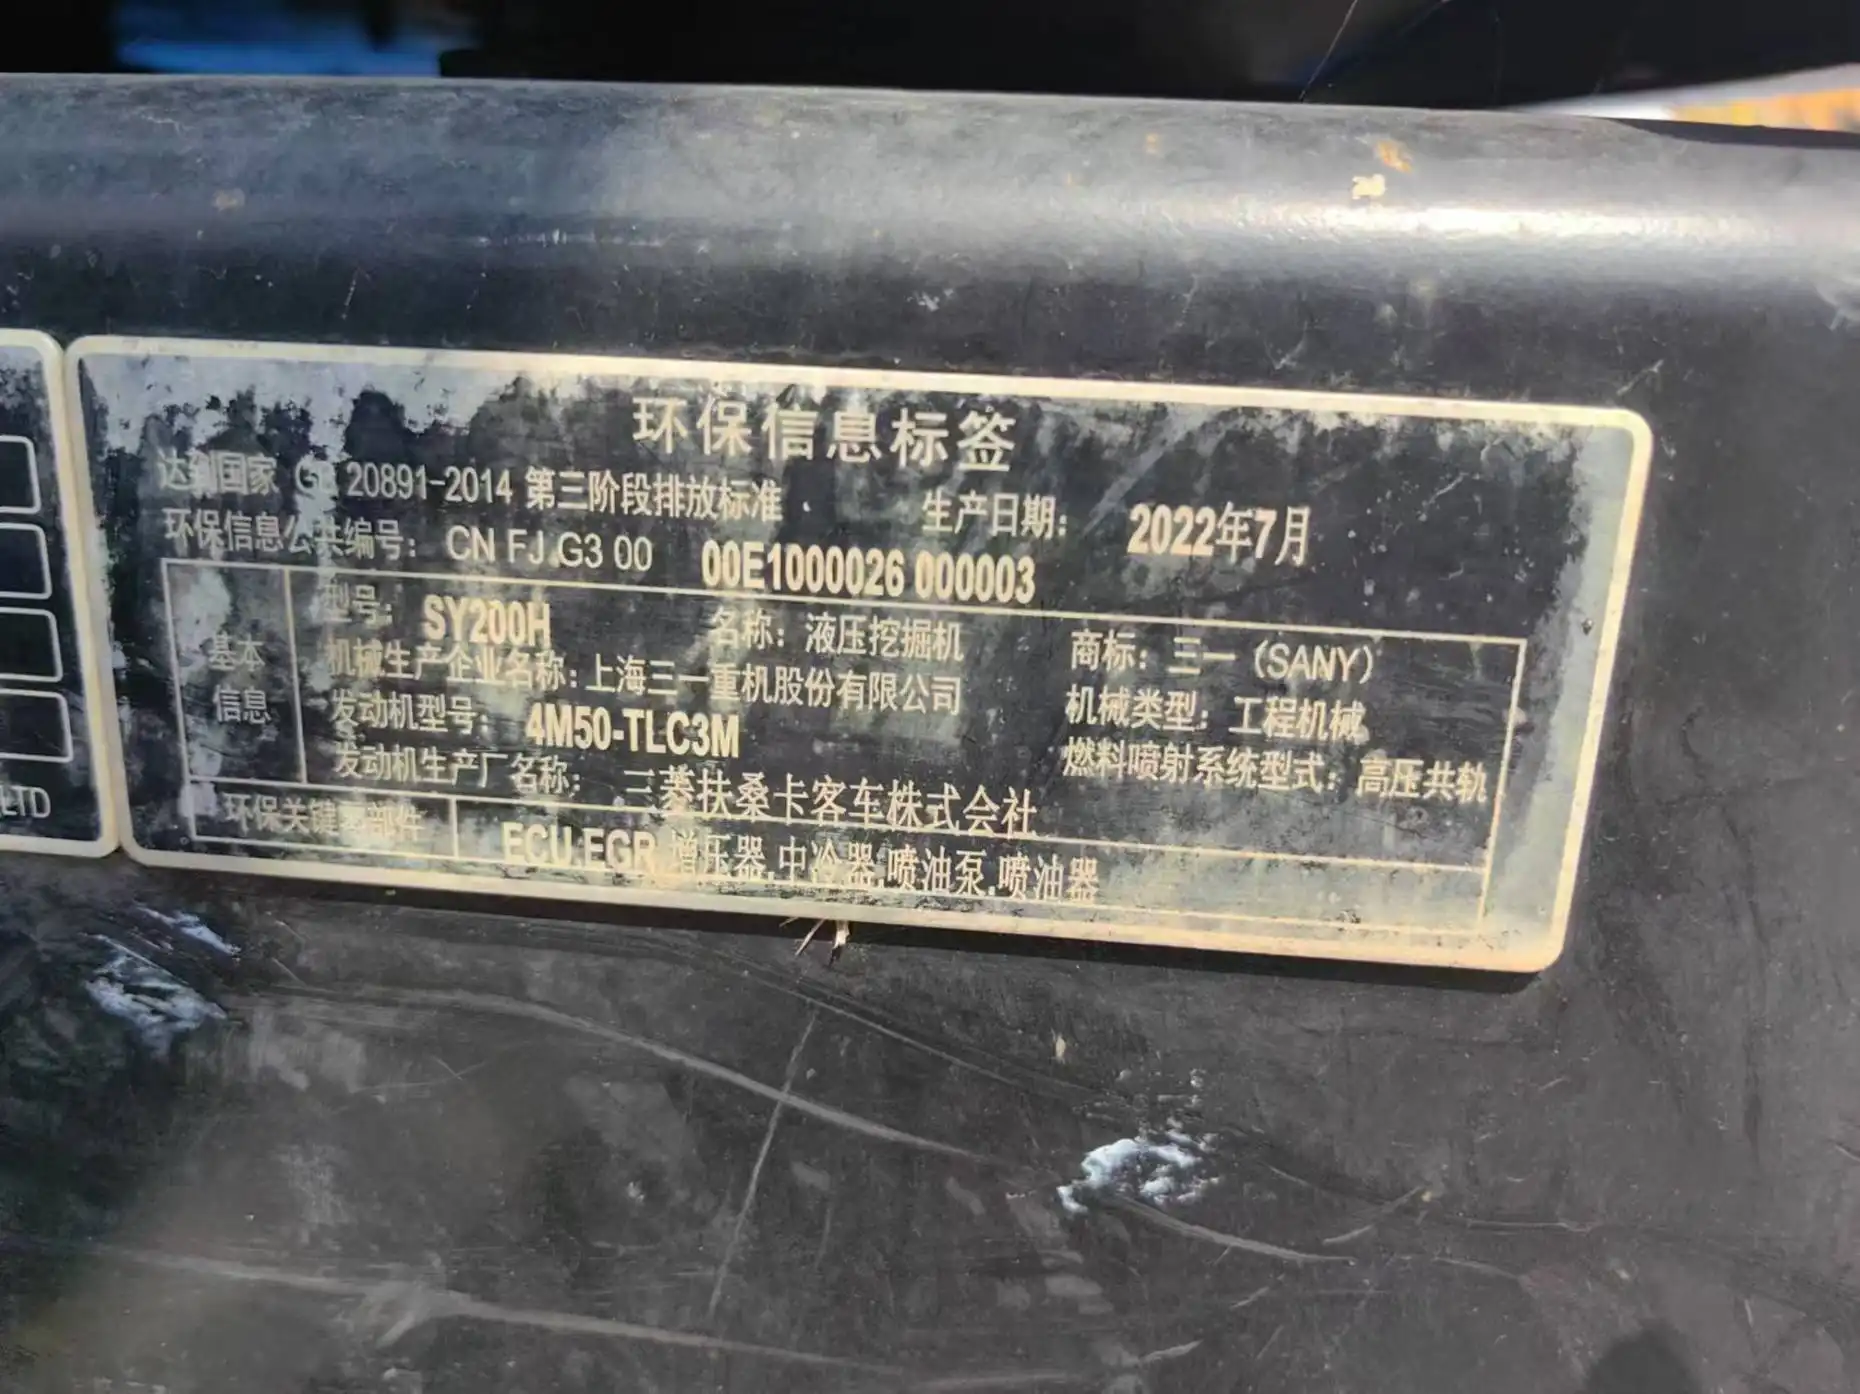 环保信息标签
达到国家 GB 20891-2014 第三阶段排放标准 生产日期: 2022年7月
环保信息公共编号: CN FJ G3 00 00E1000026 000003
基本信息
型号: SY200H 名称: 液压挖掘机 商标: 三一 (SANY)
机械生产企业名称: 上海三一重机股份有限公司 机械类型: 工程机械
发动机型号: 4M50-TLC3M 燃料喷射系统型式: 高压共轨
发动机生产厂名称: 三菱扶桑卡客车株式会社
环保关键零部件 ECU,EGR,增压器,中冷器,喷油泵,喷油器
LTD